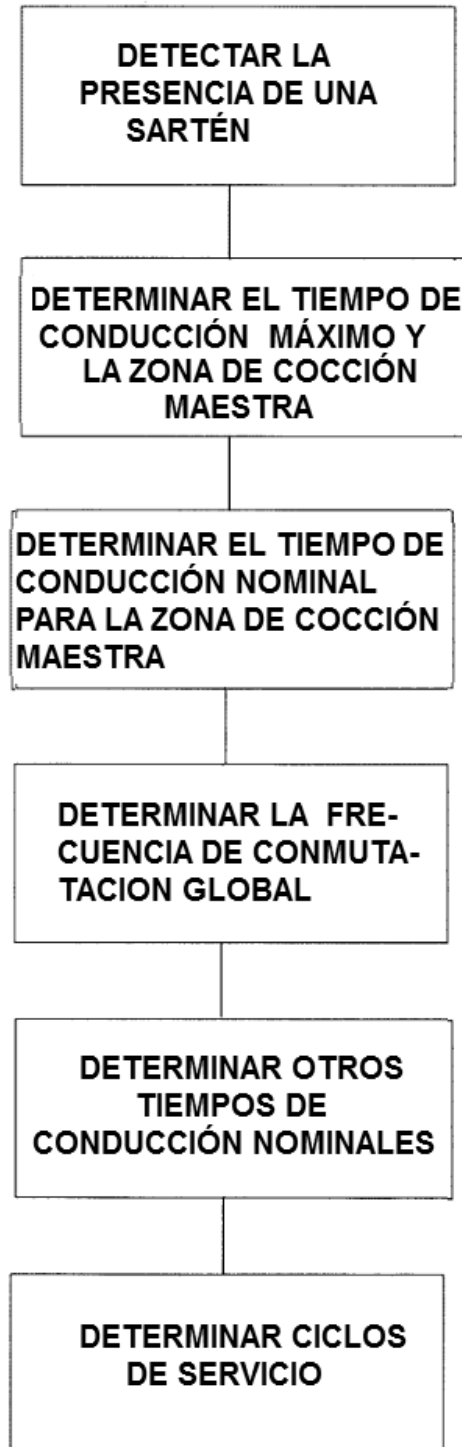 DETECTAR LA
PRESENCIA DE UNA
SARTÉN
DETERMINAR EL TIEMPO DE
CONDUCCIÓN MÁXIMO Y
LA ZONA DE COCCIÓN
MAESTRA
DETERMINAR EL TIEMPO DE
CONDUCCIÓN NOMINAL
PARA LA ZONA DE COCCIÓN
MAESTRA
DETERMINAR LA FRE-
CUENCIA DE CONMUTA-
TACION GLOBAL
DETERMINAR OTROS
TIEMPOS DE
CONDUCCIÓN NOMINALES
DETERMINAR CICLOS
DE SERVICIO